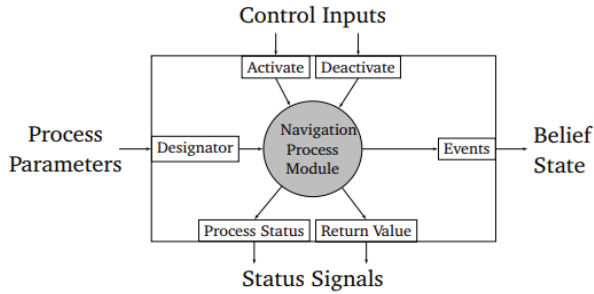 Control Inputs
Activate
Deactivate
Process
Parameters
Designator
Navigation
Process
Module
Events
Belief
State
Process Status
Return Value
Status Signals